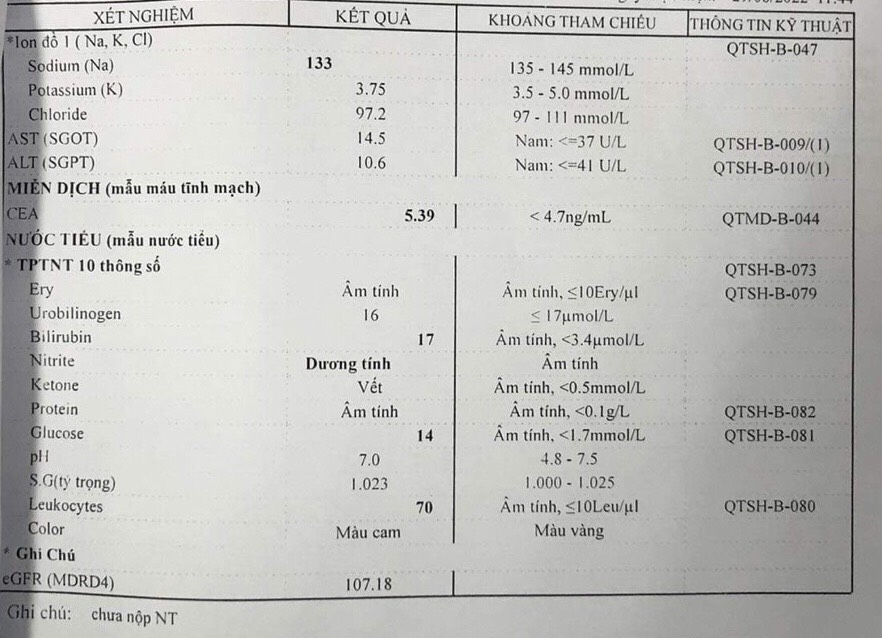 XÉT NGHIỆM KẾT QUẢ KHOẢNG THAM CHIẾU THÔNG TIN KỸ THUẬT
*Ion đồ 1 ( Na, K, Cl) QTSH-B-047
Sodium (Na) 133 135 - 145 mmol/L
Potassium (K) 3.75 3.5 - 5.0 mmol/L
Chloride 97.2 97 - 111 mmol/L
AST (SGOT) 14.5 Nam: <=37 U/L QTSH-B-009/(1)
ALT (SGPT) 10.6 Nam: <=41 U/L QTSH-B-010/(1)
MIỄN DỊCH (mẫu máu tĩnh mạch)
CEA 5.39 < 4.7ng/mL QTMD-B-044
NƯỚC TIỂU (mẫu nước tiểu)
* TPTNT 10 thông số QTSH-B-073
Ery Âm tính Âm tính, ≤10Ery/µl QTSH-B-079
Urobilinogen 16 ≤ 17µmol/L
Bilirubin 17 Âm tính, <3.4µmol/L
Nitrite Dương tính Âm tính
Ketone Vết Âm tính, <0.5mmol/L
Protein Âm tính Âm tính, <0.1g/L QTSH-B-082
Glucose 14 Âm tính, <1.7mmol/L QTSH-B-081
pH 7.0 4.8 - 7.5
S.G(tỷ trọng) 1.023 1.000 - 1.025
Leukocytes 70 Âm tính, ≤10Leu/µl QTSH-B-080
Color Màu cam Màu vàng
* Ghi Chú
eGFR (MDRD4) 107.18
Ghi chú: chưa nộp NT